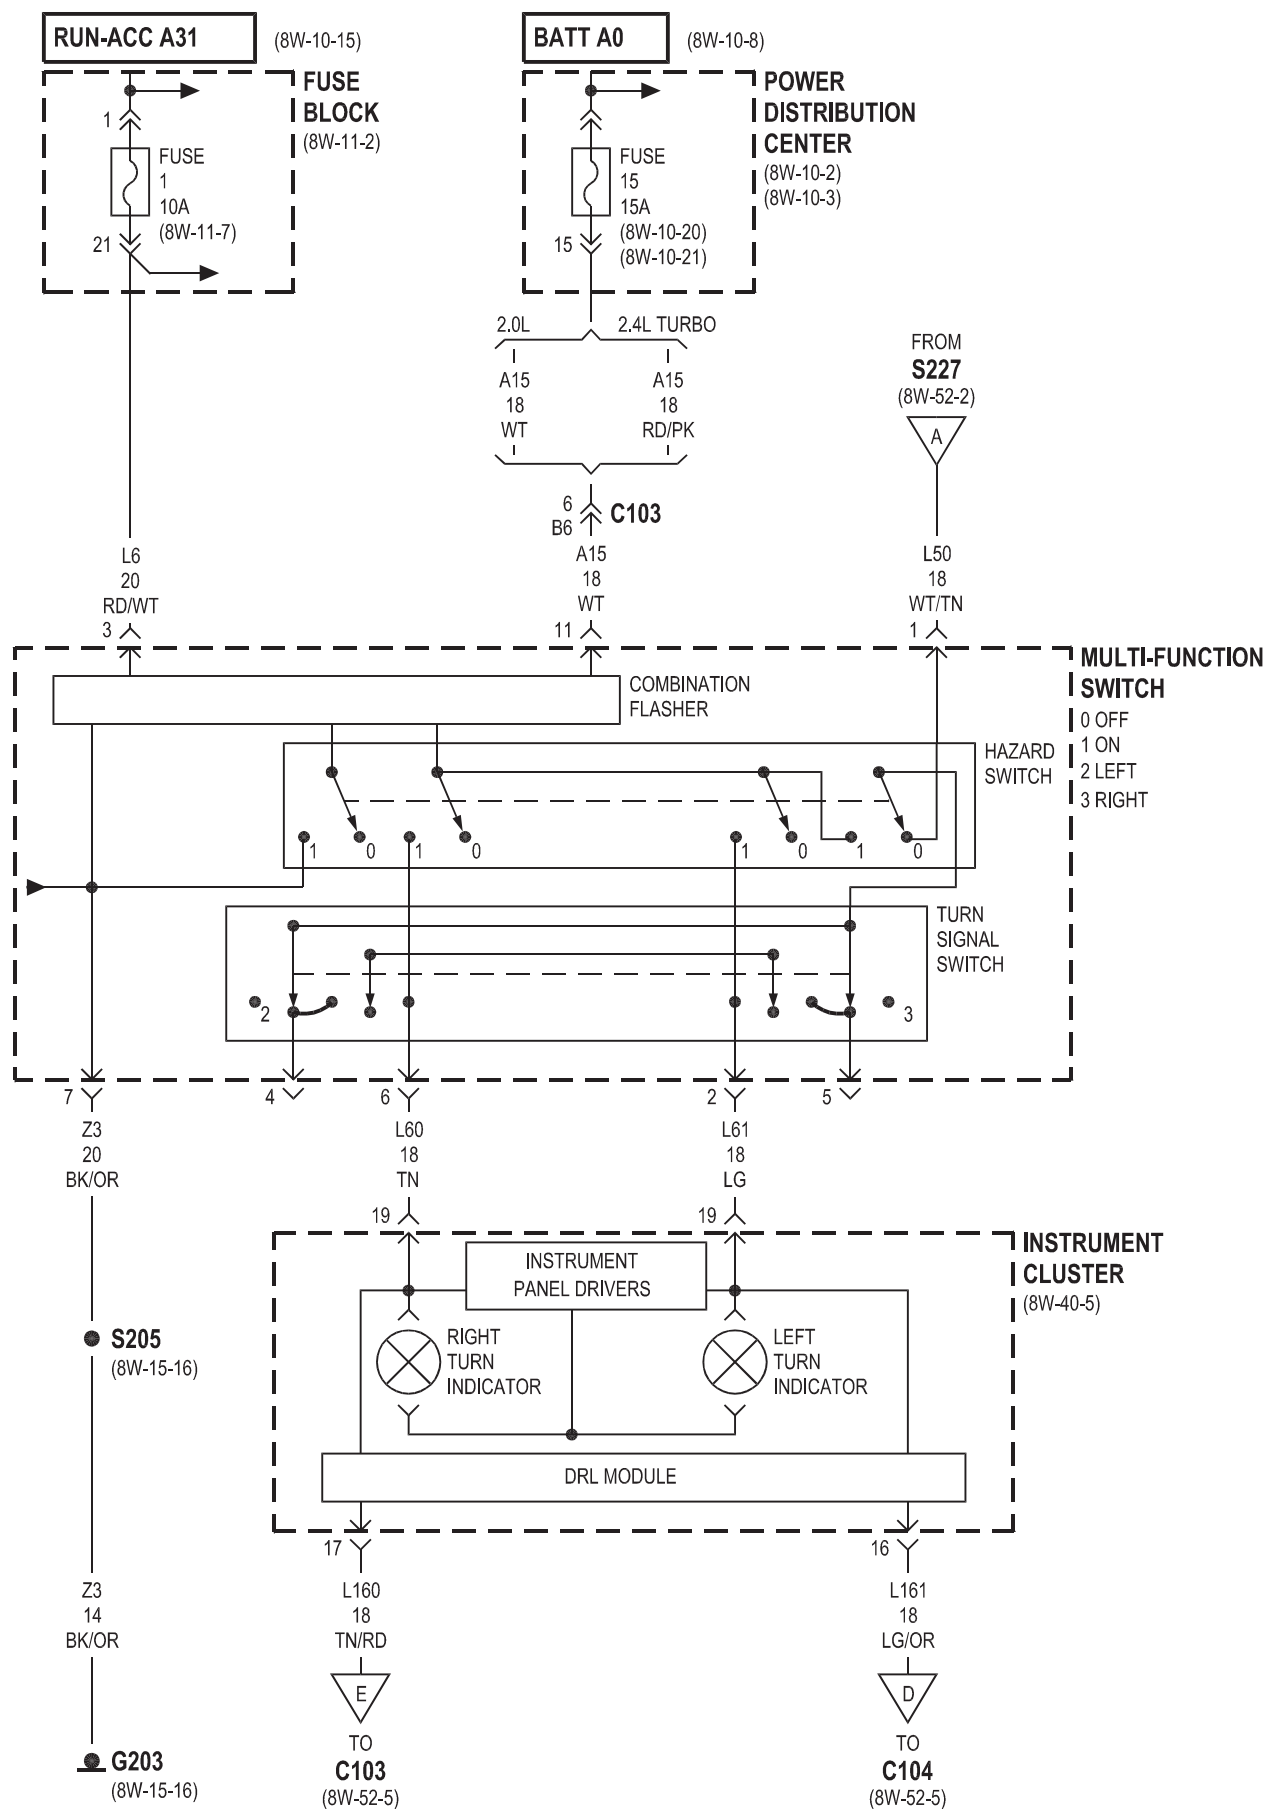 RUN-ACC A31
(8W-10-15)
BATT A0
(8W-10-8)
FUSE
BLOCK
(8W-11-2)
1
FUSE
1
10A
(8W-11-7)
21
POWER
DISTRIBUTION
CENTER
(8W-10-2)
(8W-10-3)
FUSE
15
15A
(8W-10-20)
(8W-10-21)
15
2.0L
2.4L TURBO
A15
18
WT
A15
18
RD/PK
FROM
S227
(8W-52-2)
A
6
B6
C103
L6
20
RD/WT
3
A15
18
WT
11
L50
18
WT/TN
1
MULTI-FUNCTION
SWITCH
0 OFF
1 ON
2 LEFT
3 RIGHT
COMBINATION
FLASHER
HAZARD
SWITCH
1
0
1
0
1
0
1
0
TURN
SIGNAL
SWITCH
2
3
7
4
6
2
5
Z3
20
BK/OR
L60
18
TN
L61
18
LG
19
19
INSTRUMENT
CLUSTER
(8W-40-5)
INSTRUMENT
PANEL DRIVERS
RIGHT
TURN
INDICATOR
LEFT
TURN
INDICATOR
S205
(8W-15-16)
DRL MODULE
17
16
Z3
14
BK/OR
L160
18
TN/RD
L161
18
LG/OR
E
D
G203
(8W-15-16)
TO
C103
(8W-52-5)
TO
C104
(8W-52-5)